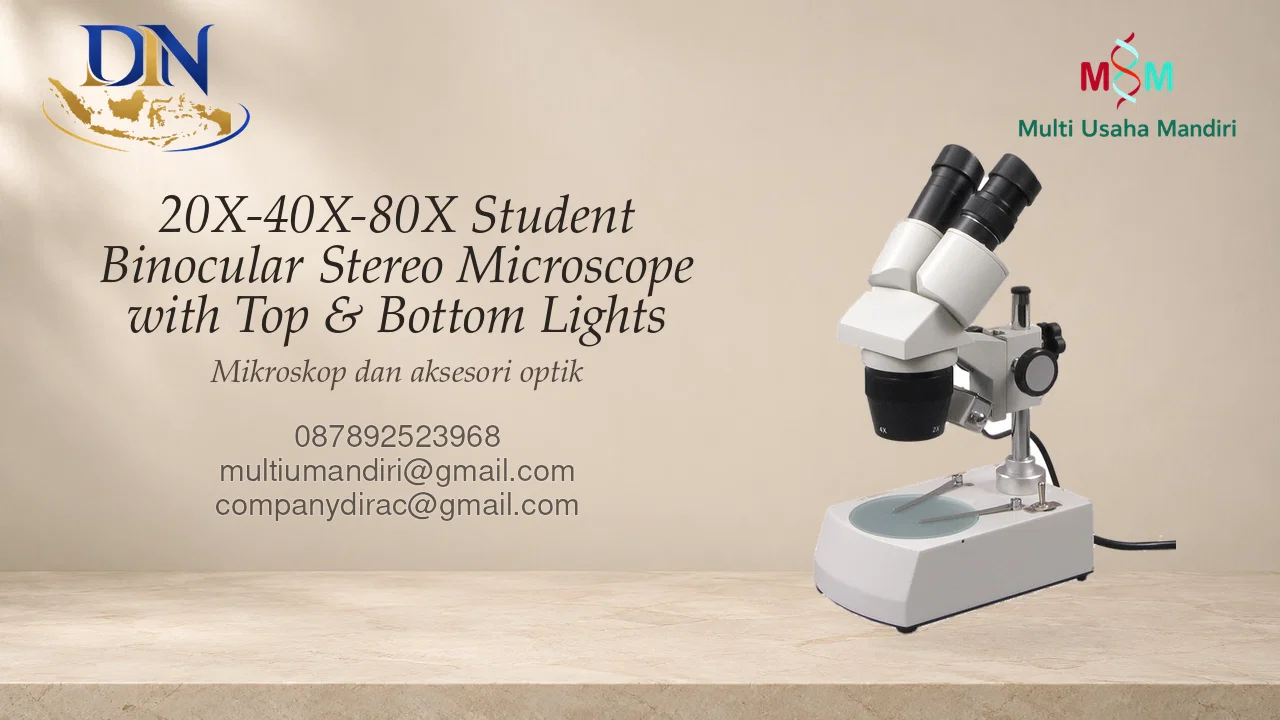 DN
M M
Multi Usaha Mandiri
20X-40X-80X Student
Binocular Stereo Microscope
with Top & Bottom Lights
Mikroskop dan aksesori optik
087892523968
multiumandiri@gmail.com
companydirac@gmail.com
4X
2X